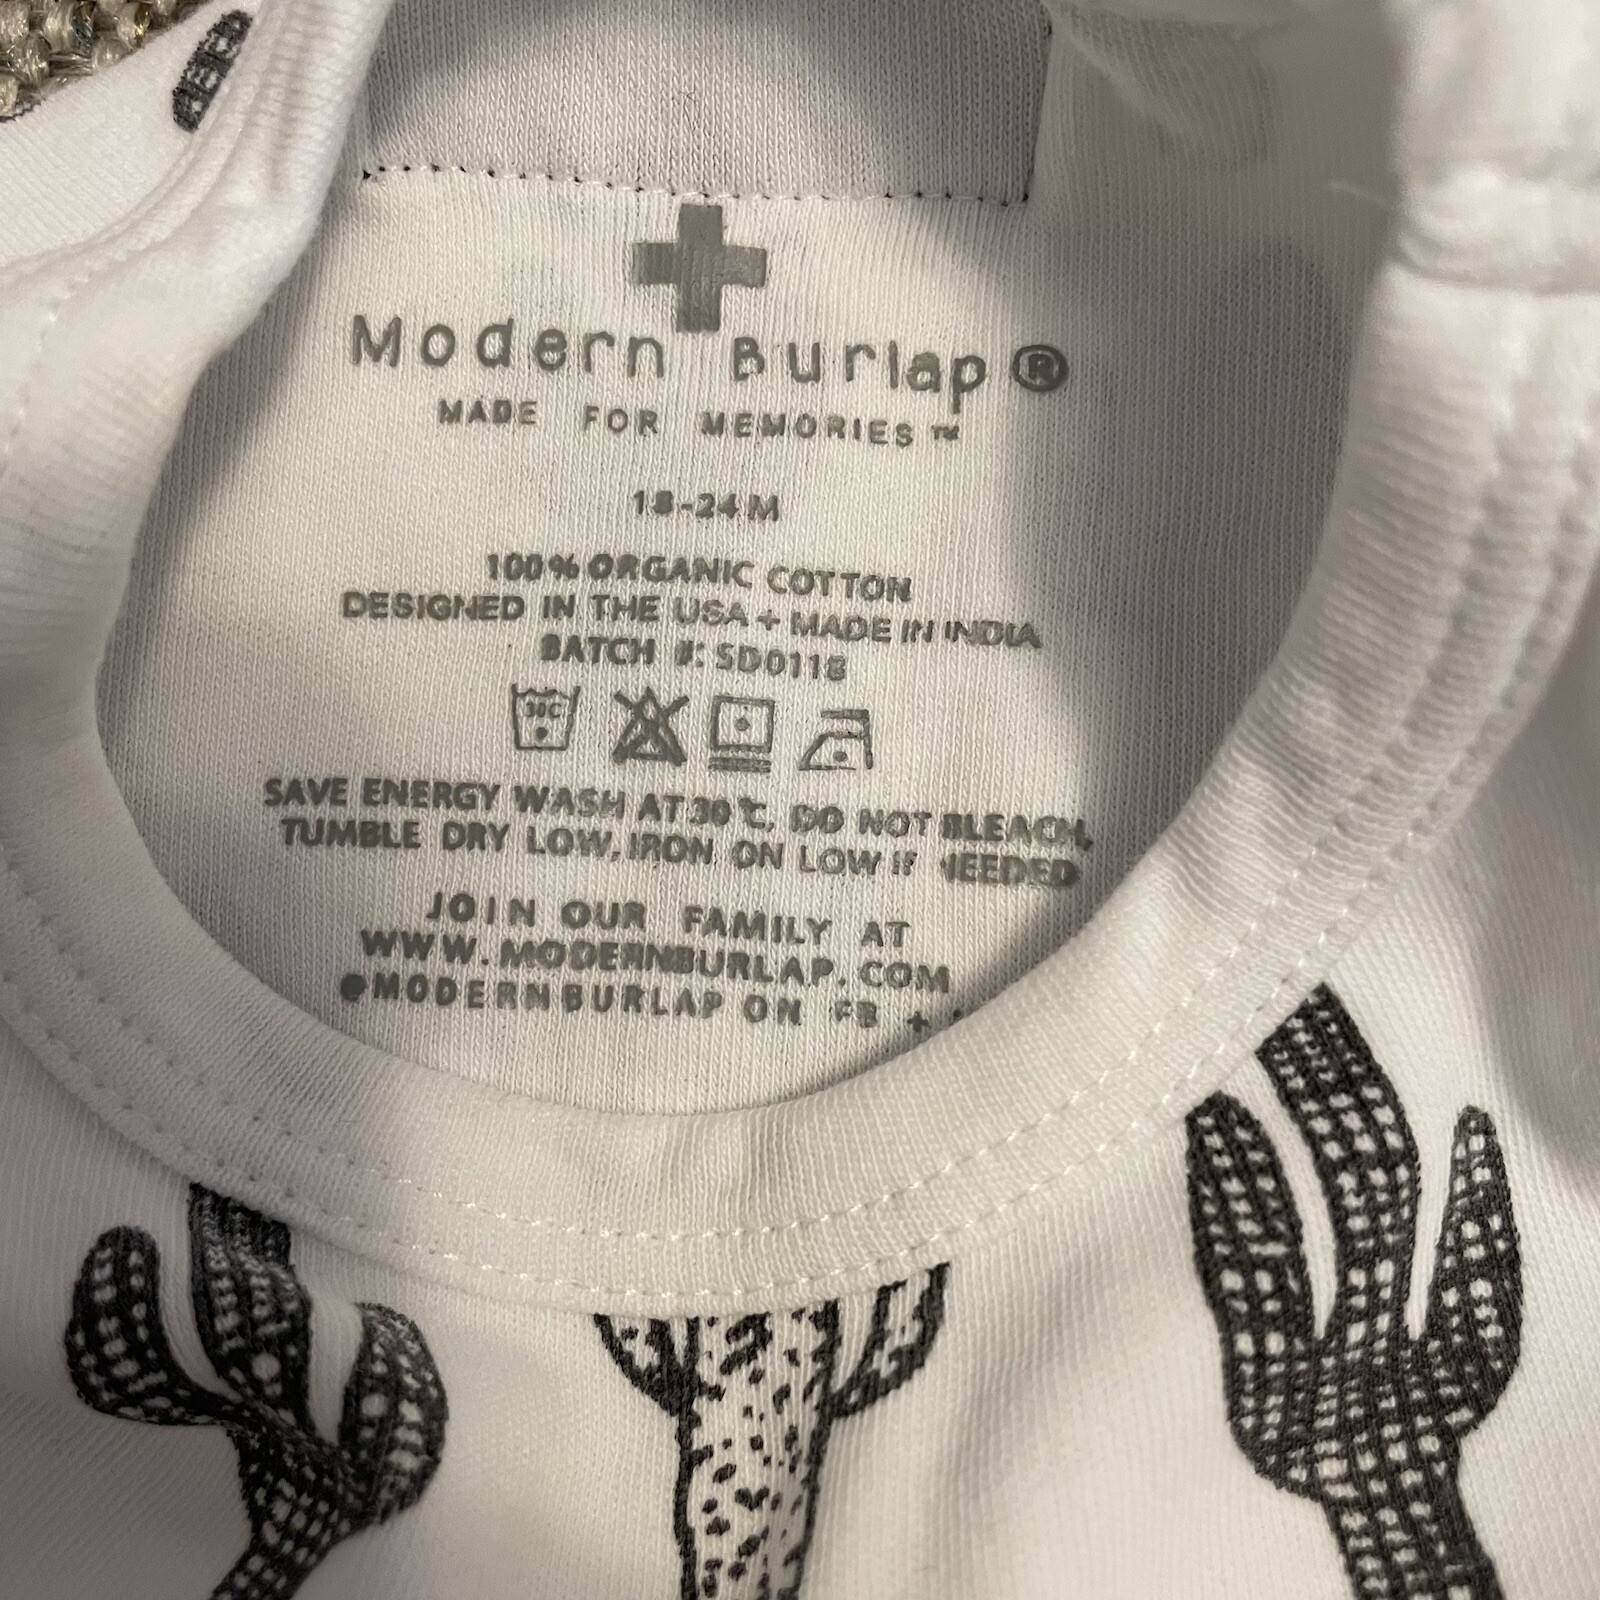 Modern Burlap®
MADE FOR MEMORIES™
18-24M
100% ORGANIC COTTON
DESIGNED IN THE USA + MADE IN INDIA
BATCH #: SD0118
30C
SAVE ENERGY WASH AT 30℃, DO NOT BLEACH,
TUMBLE DRY LOW, IRON ON LOW IF NEEDED
JOIN OUR FAMILY AT
WWW.MODERNBURLAP.COM
@MODERNBURLAP ON FB +